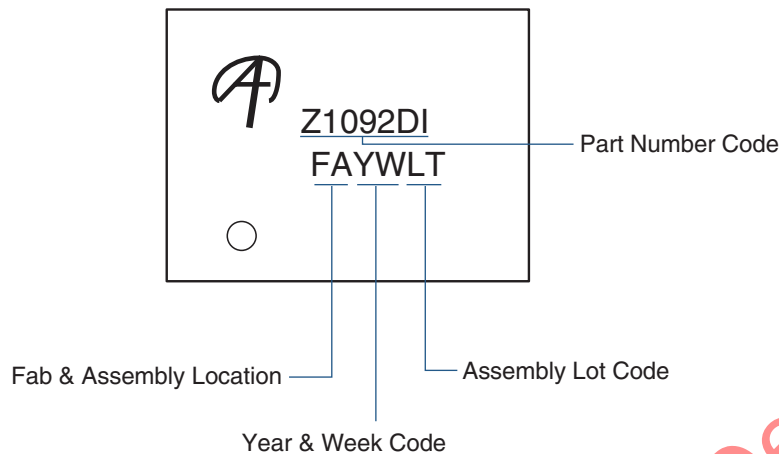 Z1092DI
Part Number Code
FAYWLT
Fab & Assembly Location
Assembly Lot Code
Year & Week Code